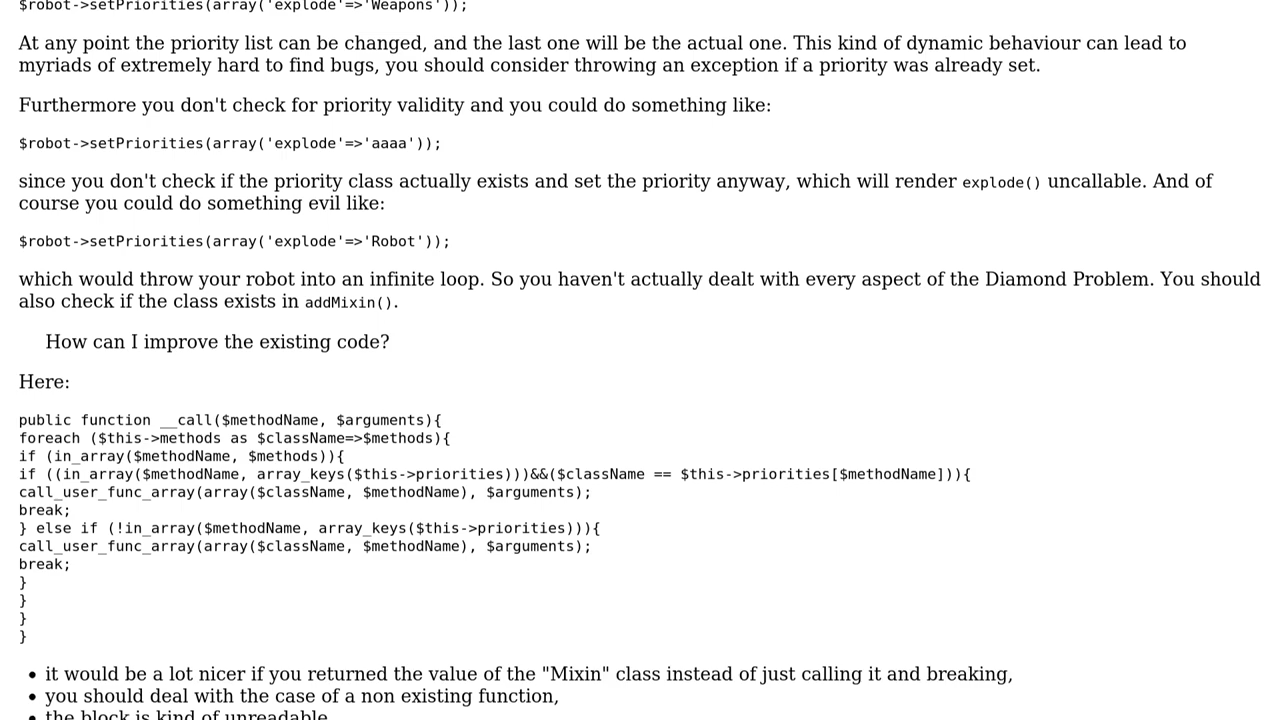 $robot->setPriorities(array('explode'=>'Weapons'));
At any point the priority list can be changed, and the last one will be the actual one. This kind of dynamic behaviour can lead to
myriads of extremely hard to find bugs, you should consider throwing an exception if a priority was already set.
Furthermore you don't check for priority validity and you could do something like:
$robot->setPriorities(array('explode'=>'aaaa'));
since you don't check if the priority class actually exists and set the priority anyway, which will render explode() uncallable. And of
course you could do something evil like:
$robot->setPriorities(array('explode'=>'Robot'));
which would throw your robot into an infinite loop. So you haven't actually dealt with every aspect of the Diamond Problem. You should
also check if the class exists in addMixin().
How can I improve the existing code?
Here:
public function __call($methodName, $arguments){
foreach ($this->methods as $className=>$methods){
if (in_array($methodName, $methods)){
if ((in_array($methodName, array_keys($this->priorities)))&&($className == $this->priorities[$methodName])){
call_user_func_array(array($className, $methodName), $arguments);
break;
} else if (!in_array($methodName, array_keys($this->priorities))){
call_user_func_array(array($className, $methodName), $arguments);
break;
}
}
}
}
• it would be a lot nicer if you returned the value of the "Mixin" class instead of just calling it and breaking,
• you should deal with the case of a non existing function,
• the block is kind of unreadable